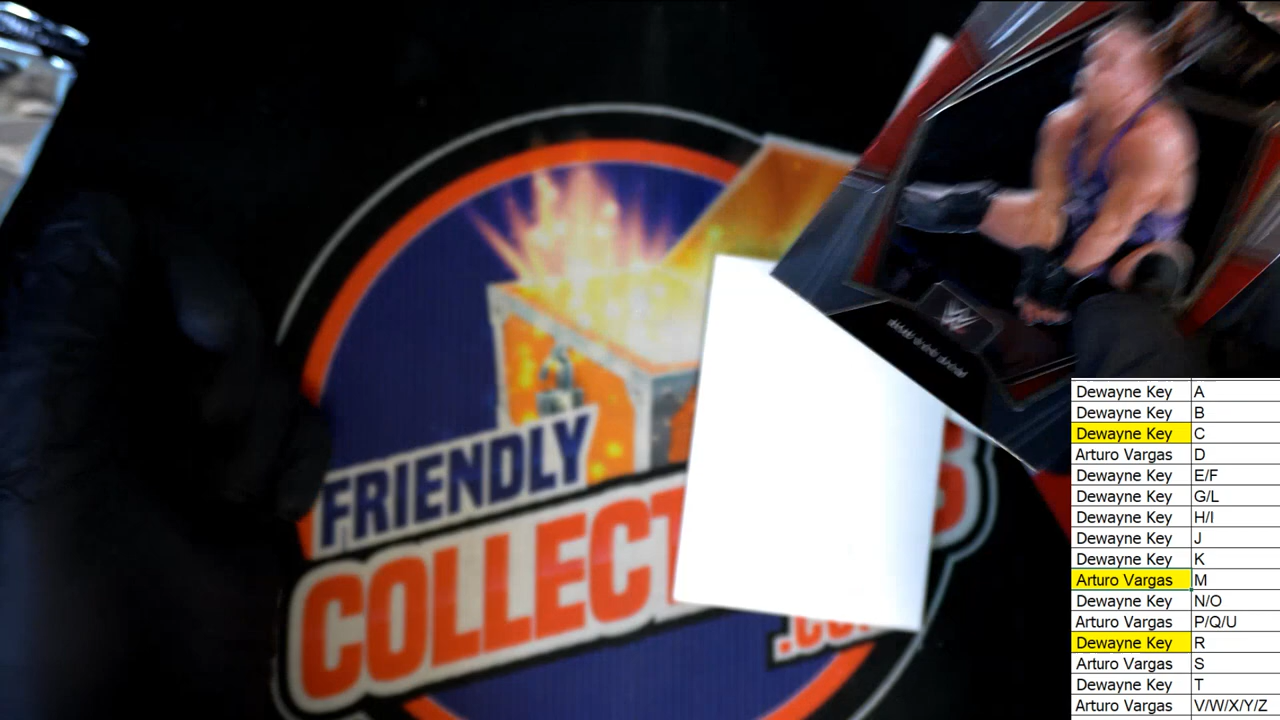 FRIENDLY
COLLECT
S
.co
W
Dewayne Key A
Dewayne Key B
Dewayne Key C
Arturo Vargas D
Dewayne Key E/F
Dewayne Key G/L
Dewayne Key H/I
Dewayne Key J
Dewayne Key K
Arturo Vargas M
Dewayne Key N/O
Arturo Vargas P/Q/U
Dewayne Key R
Arturo Vargas S
Dewayne Key T
Arturo Vargas V/W/X/Y/Z